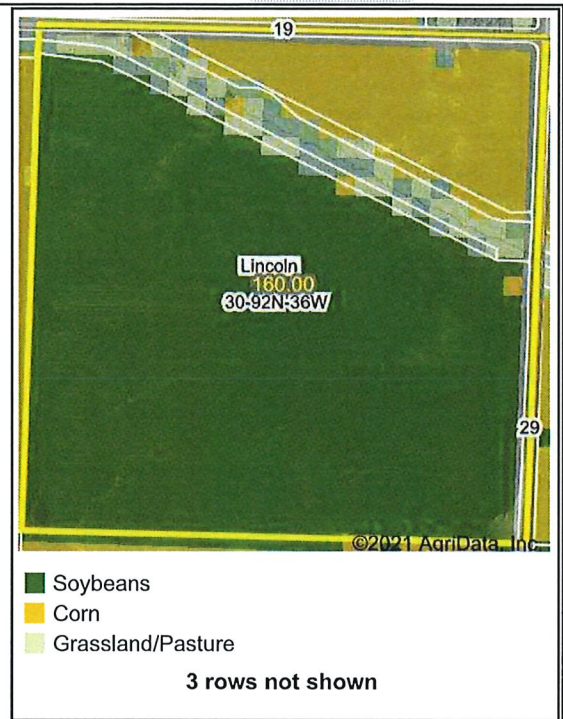 19
Lincoln
160.00
30-92N-36W
29
©2021 AgriData, Inc
Soybeans
Corn
Grassland/Pasture
3 rows not shown